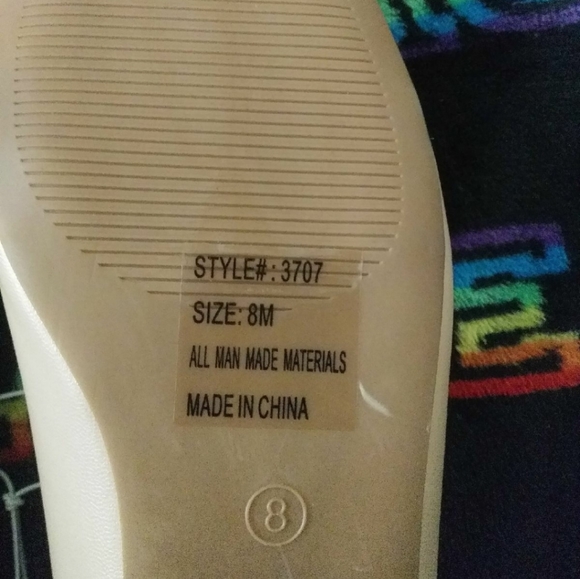 STYLE#: 3707
SIZE: 8M
ALL MAN MADE MATERIALS
MADE IN CHINA
8